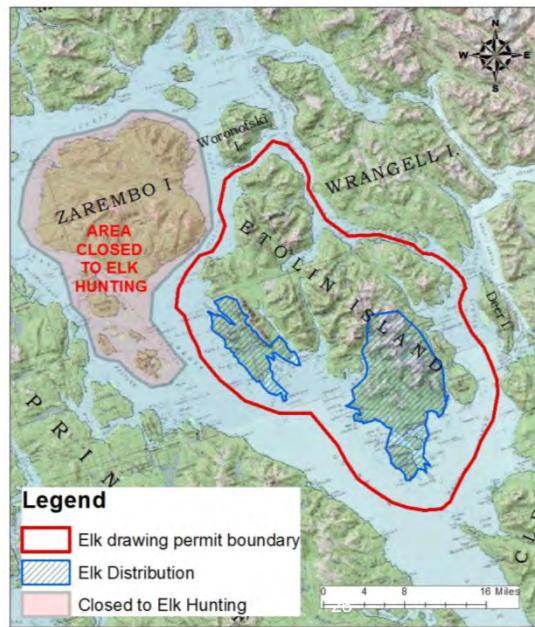 N
W E
S
Woronofski
I.
WRANGELL I.
ZAREMBO I
AREA
CLOSED
TO ELK
HUNTING
ETOLIN ISLAND
Deer I
PRIN
Legend
Elk drawing permit boundary
Elk Distribution
Closed to Elk Hunting
0 4 8 16 Miles
26